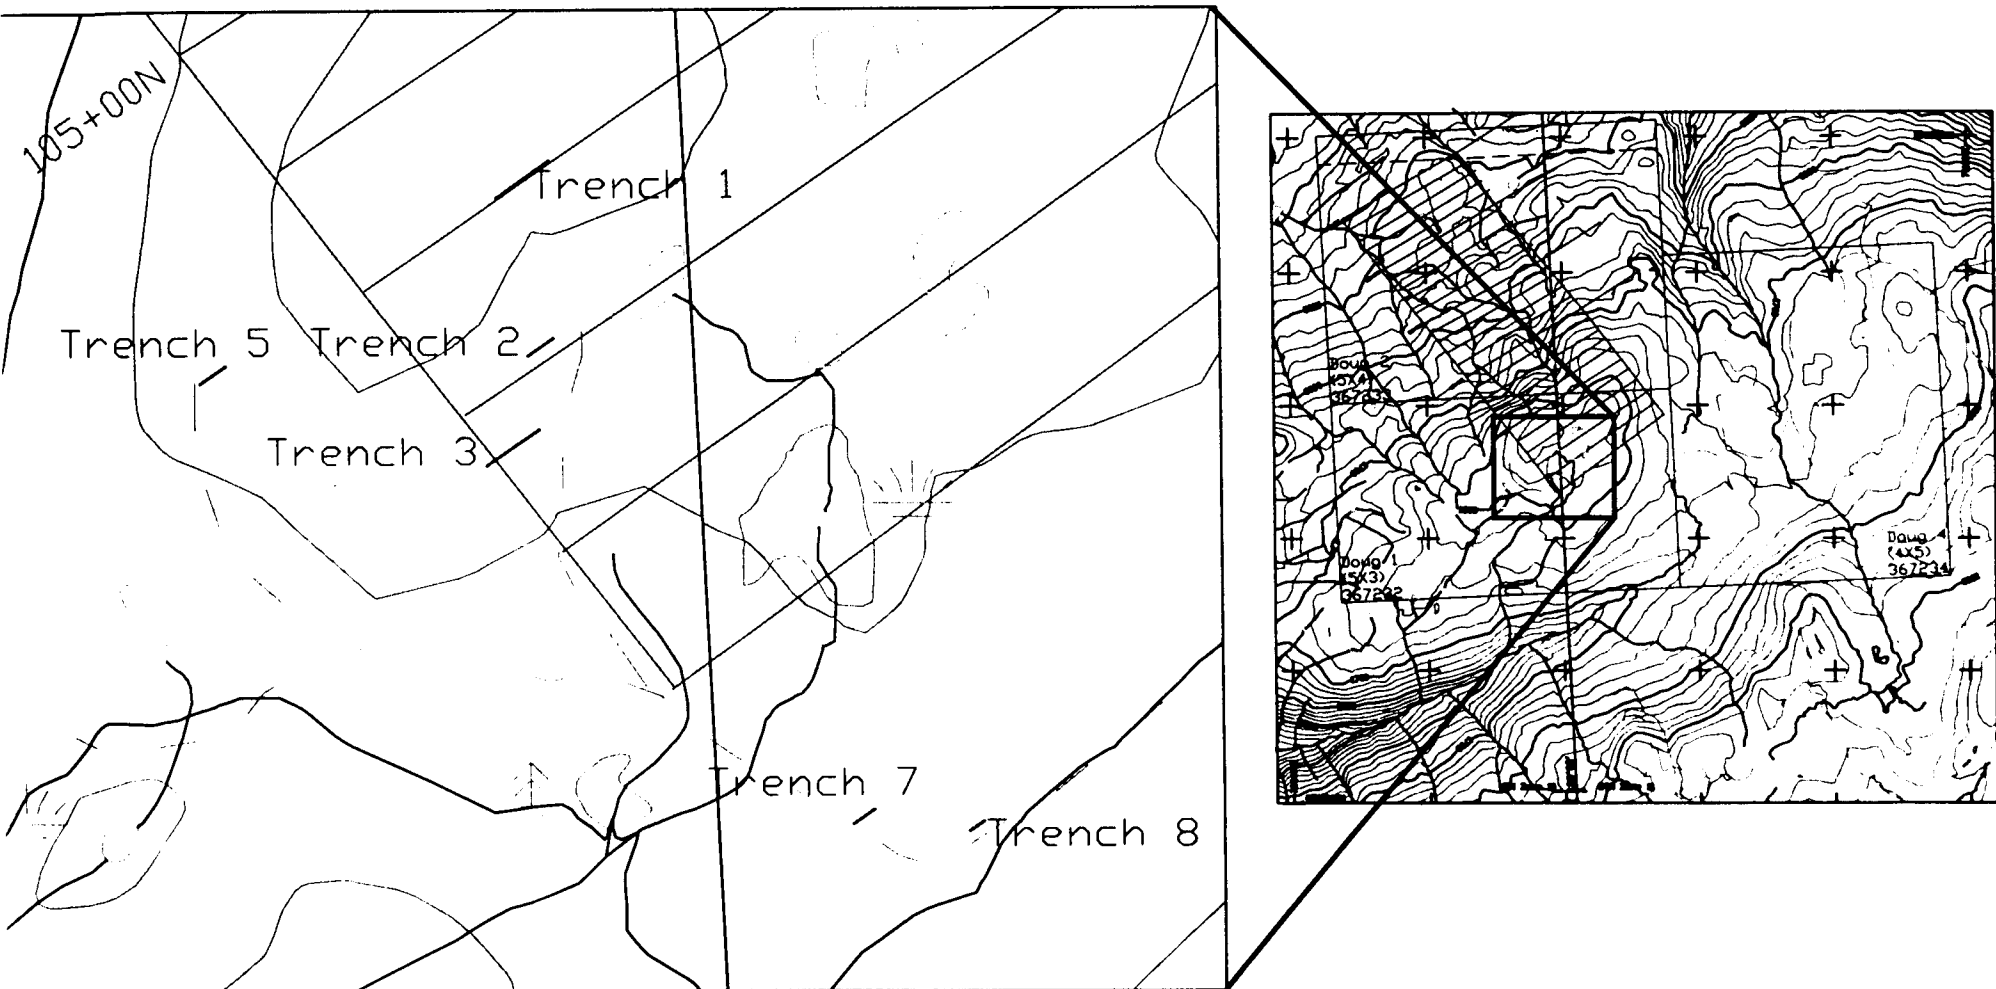 105+00N
Trench 1
Trench 5
Trench 2
Trench 3
Trench 7
Trench 8
Doug 2
(5X4)
Doug 1
(5X3)
367232
Doug 4
(4X5)
367234